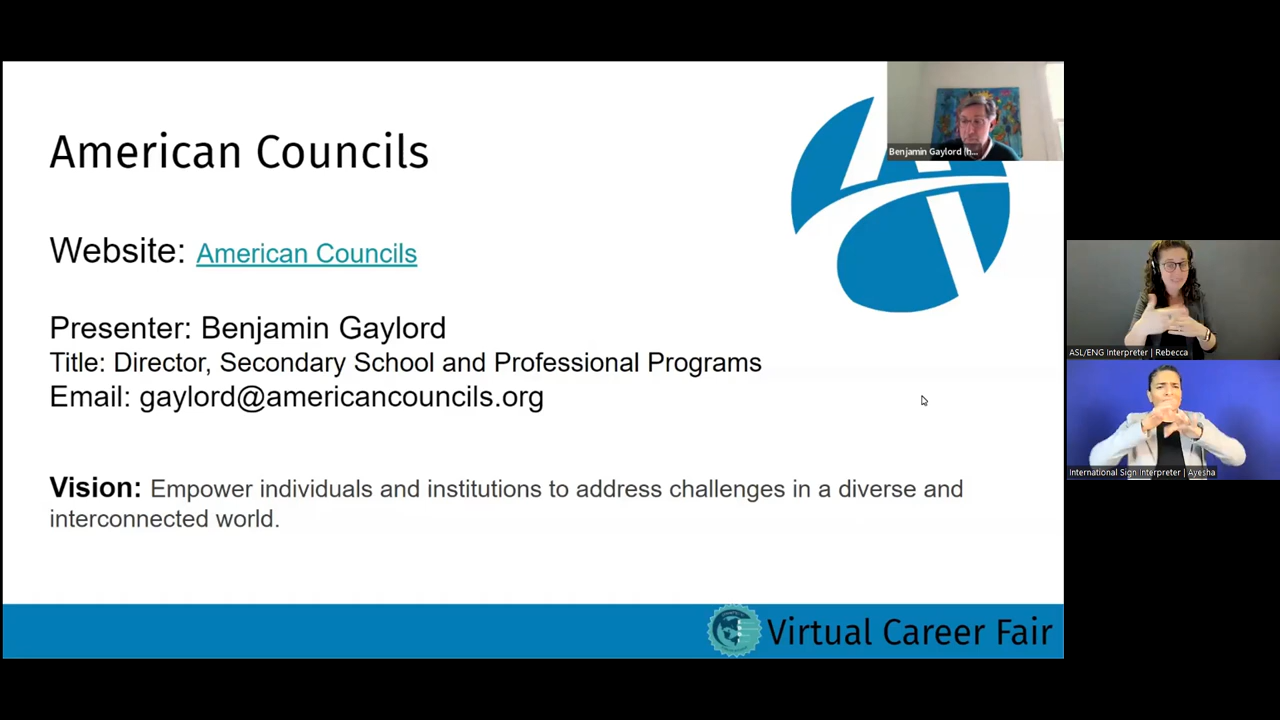 American Councils
Benjamin Gaylord (h...
Website: American Councils
Presenter: Benjamin Gaylord
Title: Director, Secondary School and Professional Programs
Email: gaylord@americancouncils.org
Vision: Empower individuals and institutions to address challenges in a diverse and
interconnected world.
Virtual Career Fair
ASL/ENG Interpreter | Rebecca
International Sign Interpreter | Ayesha